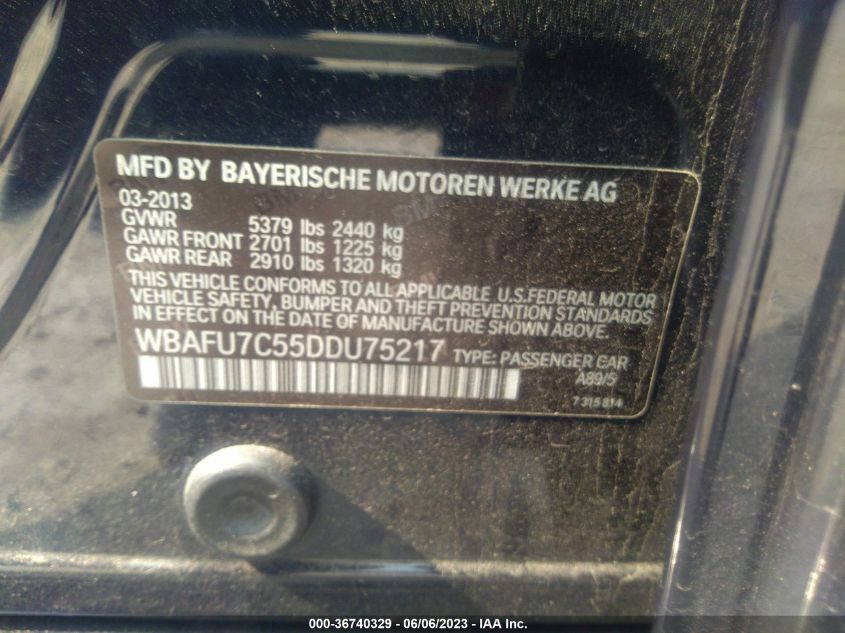 MFD BY BAYERISCHE MOTOREN WERKE AG
03-2013
GVWR 5379 lbs 2440 kg
GAWR FRONT 2701 lbs 1225 kg
GAWR REAR 2910 lbs 1320 kg
THIS VEHICLE CONFORMS TO ALL APPLICABLE U.S.FEDERAL MOTOR
VEHICLE SAFETY, BUMPER AND THEFT PREVENTION STANDARDS
IN EFFECT ON THE DATE OF MANUFACTURE SHOWN ABOVE.
WBAFU7C55DDU75217 TYPE: PASSENGER CAR
A89/5
7 315 814
000-36740329 - 06/06/2023 - IAA Inc.